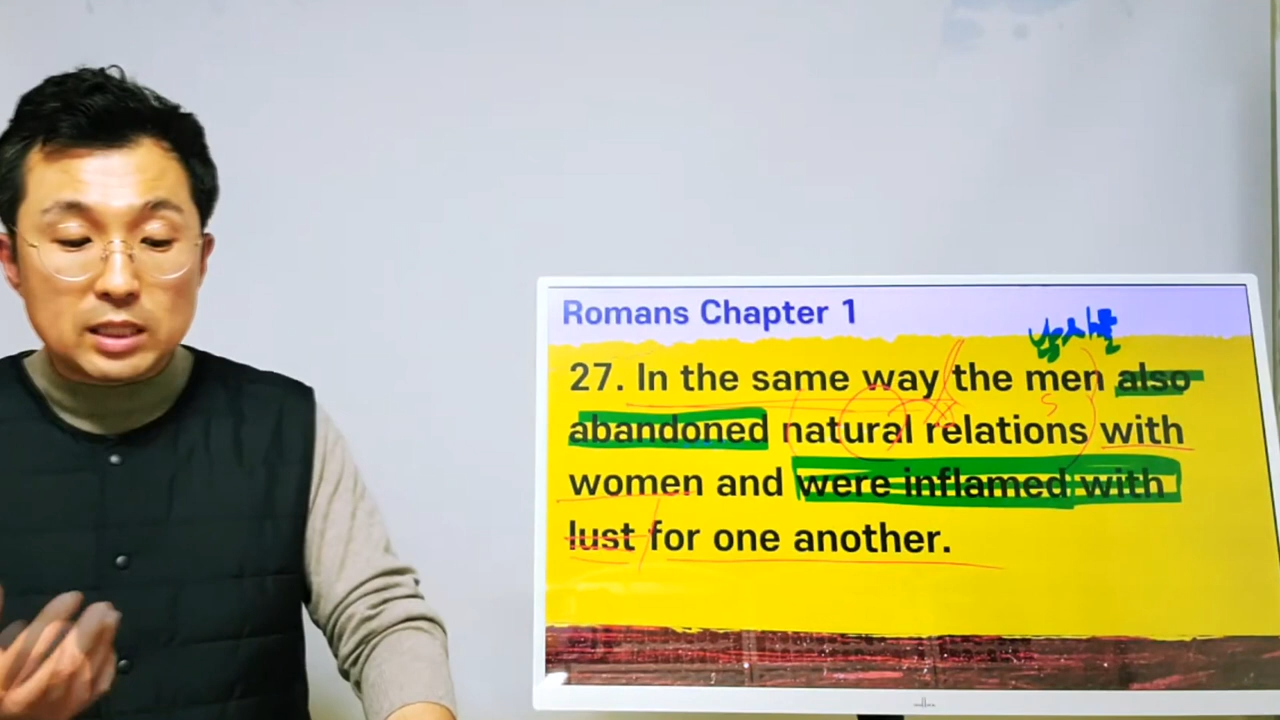 Romans Chapter 1
27. In the same way the men also
abandoned natural relations with
women and were inflamed with
lust for one another.